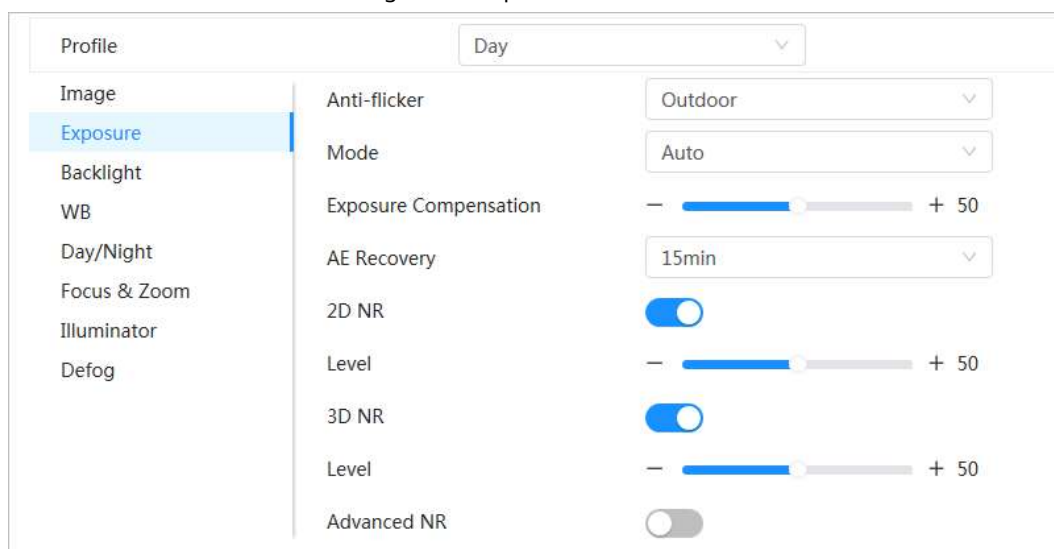 Profile Day
Image
Exposure
Backlight
WB
Day/Night
Focus & Zoom
Illuminator
Defog
Anti-flicker Outdoor
Mode Auto
Exposure Compensation − + 50
AE Recovery 15min
2D NR
Level − + 50
3D NR
Level − + 50
Advanced NR